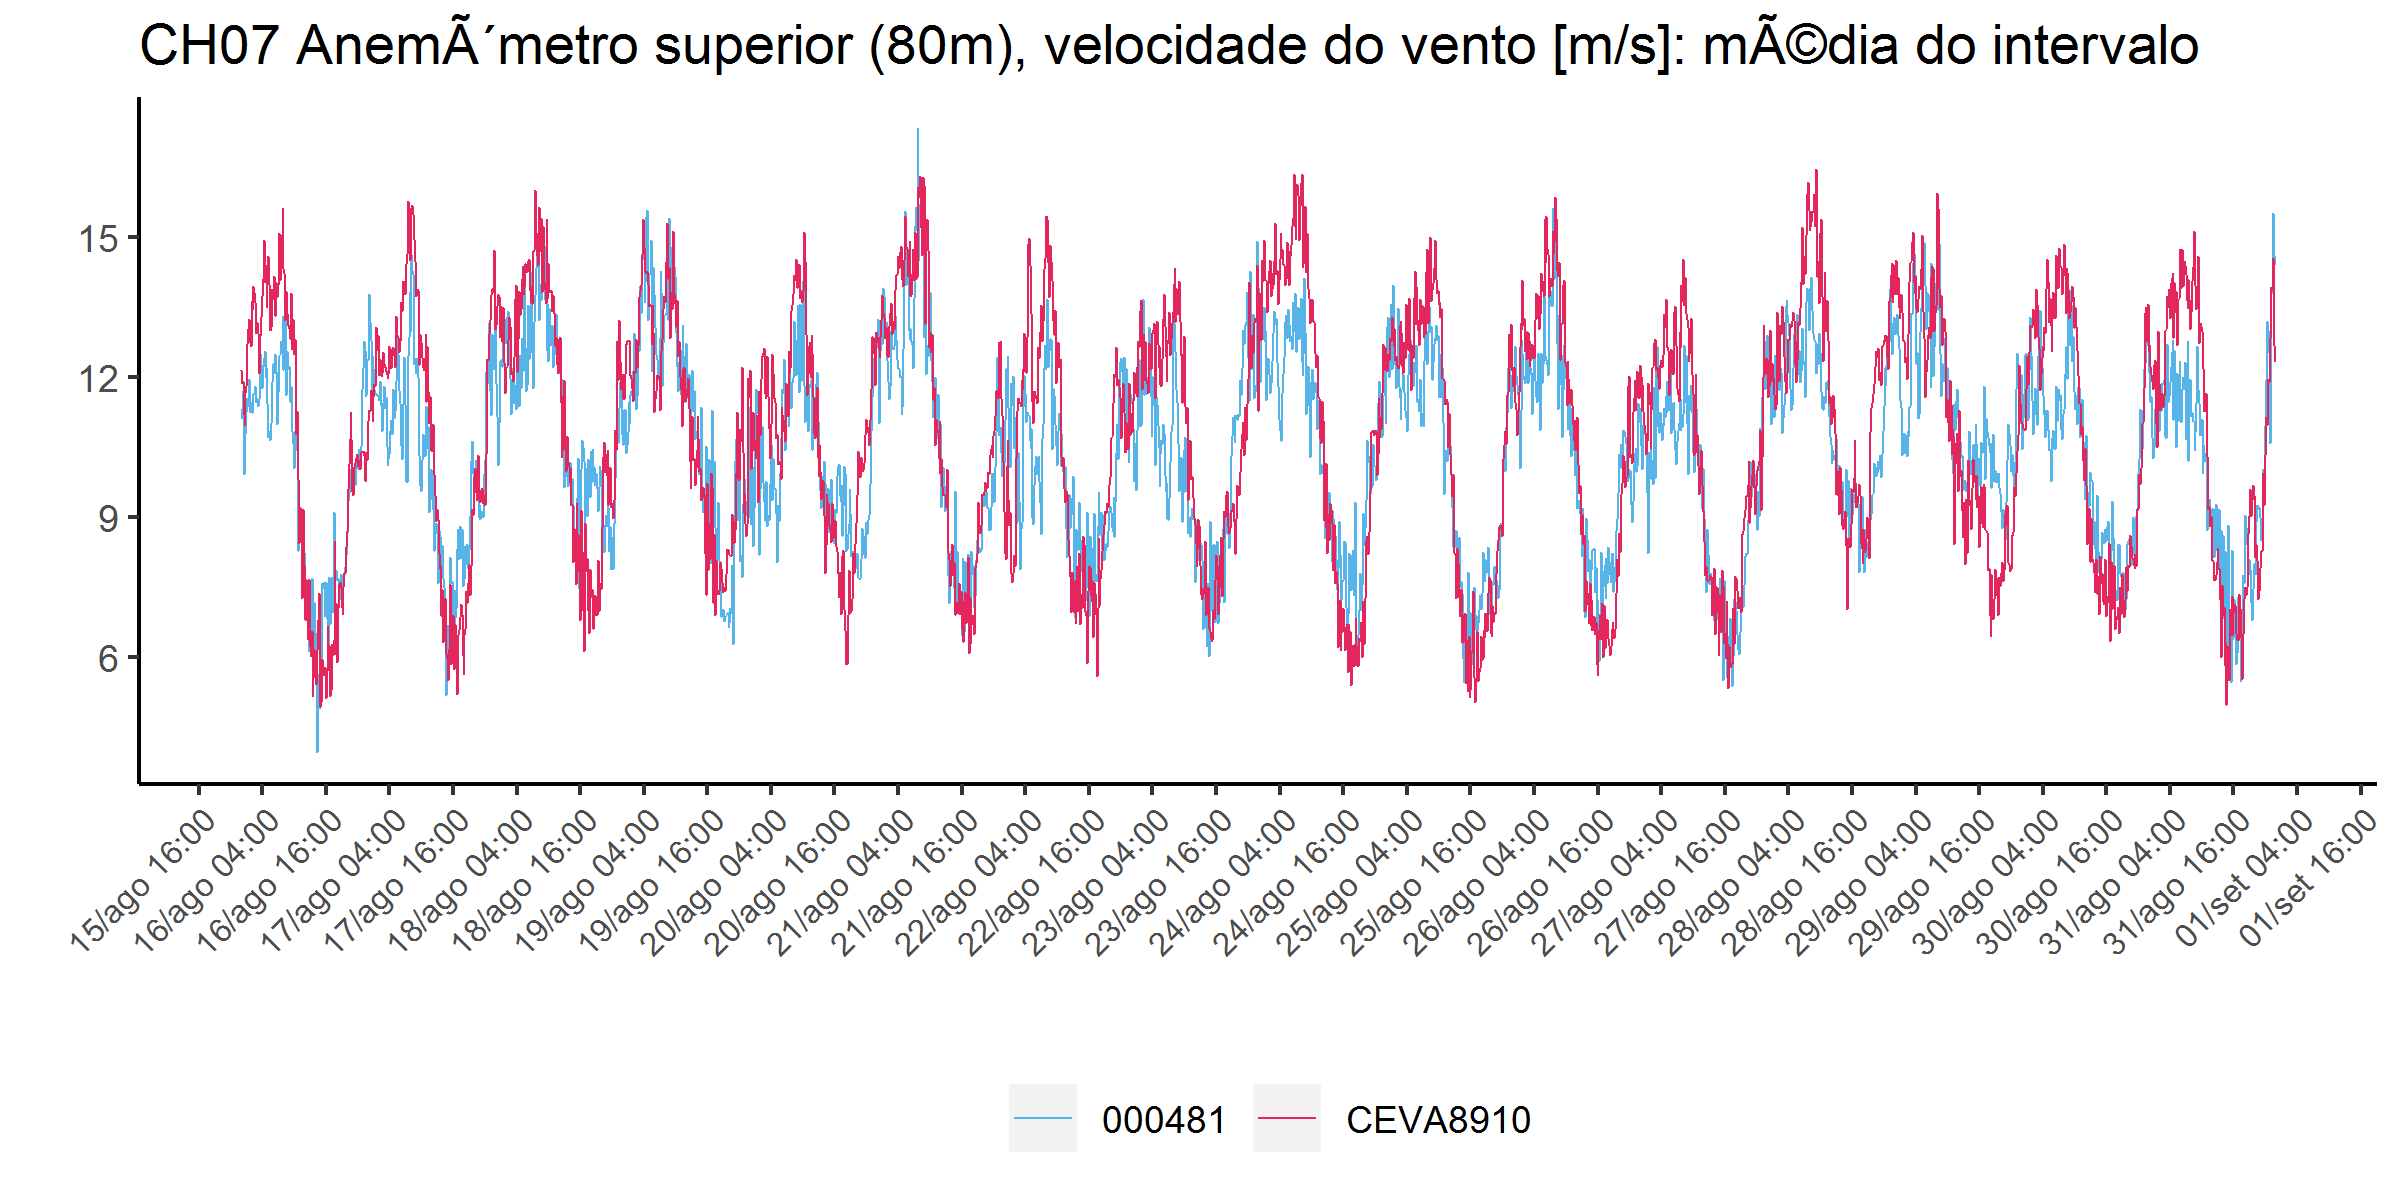 CH07 AnemÃ´metro superior (80m), velocidade do vento [m/s]: mÃ©dia do intervalo
15
12
9
6
15/ago 16:00
16/ago 04:00
16/ago 16:00
17/ago 04:00
17/ago 16:00
18/ago 04:00
18/ago 16:00
19/ago 04:00
19/ago 16:00
20/ago 04:00
20/ago 16:00
21/ago 04:00
21/ago 16:00
22/ago 04:00
22/ago 16:00
23/ago 04:00
23/ago 16:00
24/ago 04:00
24/ago 16:00
25/ago 04:00
25/ago 16:00
26/ago 04:00
26/ago 16:00
27/ago 04:00
27/ago 16:00
28/ago 04:00
28/ago 16:00
29/ago 04:00
29/ago 16:00
30/ago 04:00
30/ago 16:00
31/ago 04:00
31/ago 16:00
01/set 04:00
01/set 16:00
000481 CEVA8910